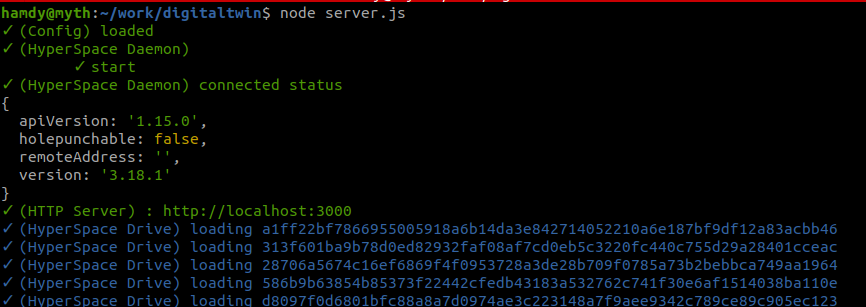 hamdy@myth:~/work/digitaltwin$ node server.js
✓ (Config) loaded
✓ (HyperSpace Daemon)
✓ start
✓ (HyperSpace Daemon) connected status
{
apiVersion: '1.15.0',
holepunchable: false,
remoteAddress: '',
version: '3.18.1'
}
✓ (HTTP Server) : http://localhost:3000
✓ (HyperSpace Drive) loading a1ff22bf7866955005918a6b14da3e842714052210a6e187bf9df12a83acbb46
✓ (HyperSpace Drive) loading 313f601ba9b78d0ed82932faf08af7cd0eb5c3220fc440c755d29a28401cceac
✓ (HyperSpace Drive) loading 28706a5674c16ef6869f4f0953728a3de28b709f0785a73b2bebbca749aa1964
✓ (HyperSpace Drive) loading 586b9b63854b85373f22442cfedb43183a5532762c741f30e6af1514038ba110e
✓ (HyperSpace Drive) loading d8097f0d6801bfc88a8a7d0974ae3c223148a7f9aee9342c789ce89c905ec123